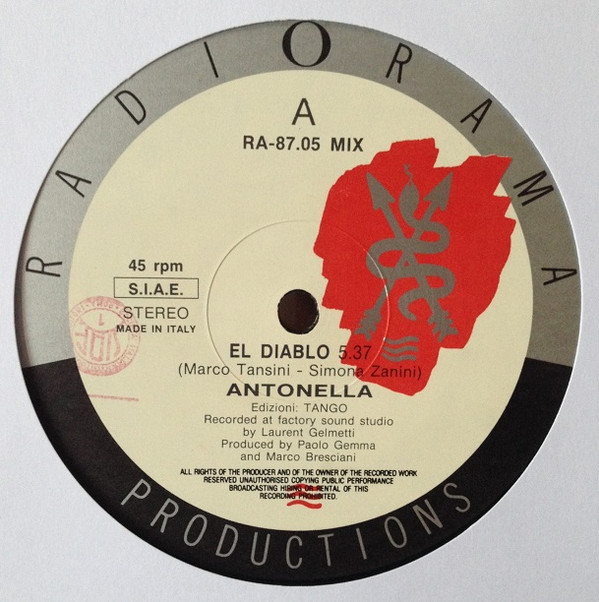 RADIORAMA
A
RA-87.05 MIX
45 rpm
S.I.A.E.
STEREO
MADE IN ITALY
EL DIABLO 5.37
(Marco Tansini - Simona Zanini)
ANTONELLA
Edizioni: TANGO
Recorded at factory sound studio
by Laurent Gelmetti
Produced by Paolo Gemma
and Marco Bresciani
ALL RIGHTS OF THE PRODUCER AND OF THE OWNER OF THE RECORDED WORK
RESERVED UNAUTHORISED COPYING PUBLIC PERFORMANCE
BROADCASTING HIRING OR RENTAL OF THIS
RECORDING PROHIBITED.
PRODUCTIONS